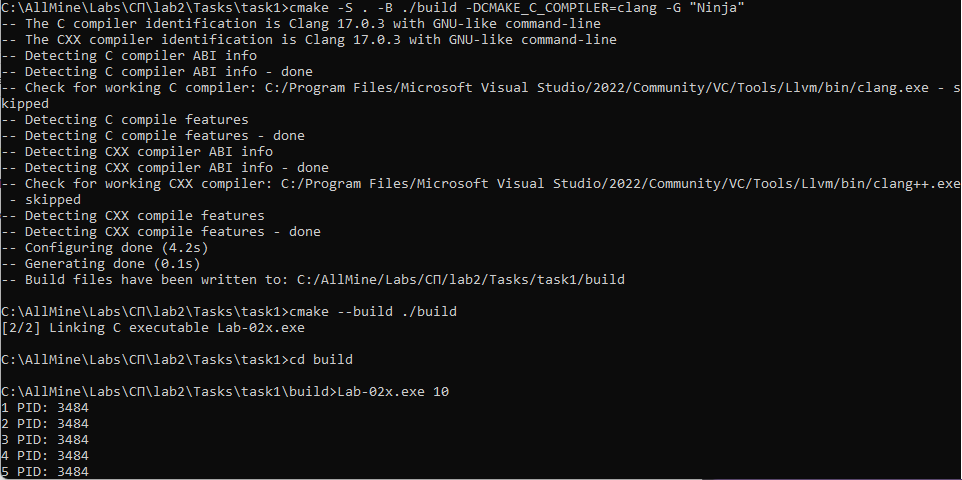 C:\AllMine\Labs\СП\lab2\Tasks\task1>cmake -S . -B ./build -DCMAKE_C_COMPILER=clang -G "Ninja"
-- The C compiler identification is Clang 17.0.3 with GNU-like command-line
-- The CXX compiler identification is Clang 17.0.3 with GNU-like command-line
-- Detecting C compiler ABI info
-- Detecting C compiler ABI info - done
-- Check for working C compiler: C:/Program Files/Microsoft Visual Studio/2022/Community/VC/Tools/Llvm/bin/clang.exe - s
kipped
-- Detecting C compile features
-- Detecting C compile features - done
-- Detecting CXX compiler ABI info
-- Detecting CXX compiler ABI info - done
-- Check for working CXX compiler: C:/Program Files/Microsoft Visual Studio/2022/Community/VC/Tools/Llvm/bin/clang++.exe
 - skipped
-- Detecting CXX compile features
-- Detecting CXX compile features - done
-- Configuring done (4.2s)
-- Generating done (0.1s)
-- Build files have been written to: C:/AllMine/Labs/СП/lab2/Tasks/task1/build
C:\AllMine\Labs\СП\lab2\Tasks\task1>cmake --build ./build
[2/2] Linking C executable Lab-02x.exe
C:\AllMine\Labs\СП\lab2\Tasks\task1>cd build
C:\AllMine\Labs\СП\lab2\Tasks\task1\build>Lab-02x.exe 10
1 PID: 3484
2 PID: 3484
3 PID: 3484
4 PID: 3484
5 PID: 3484